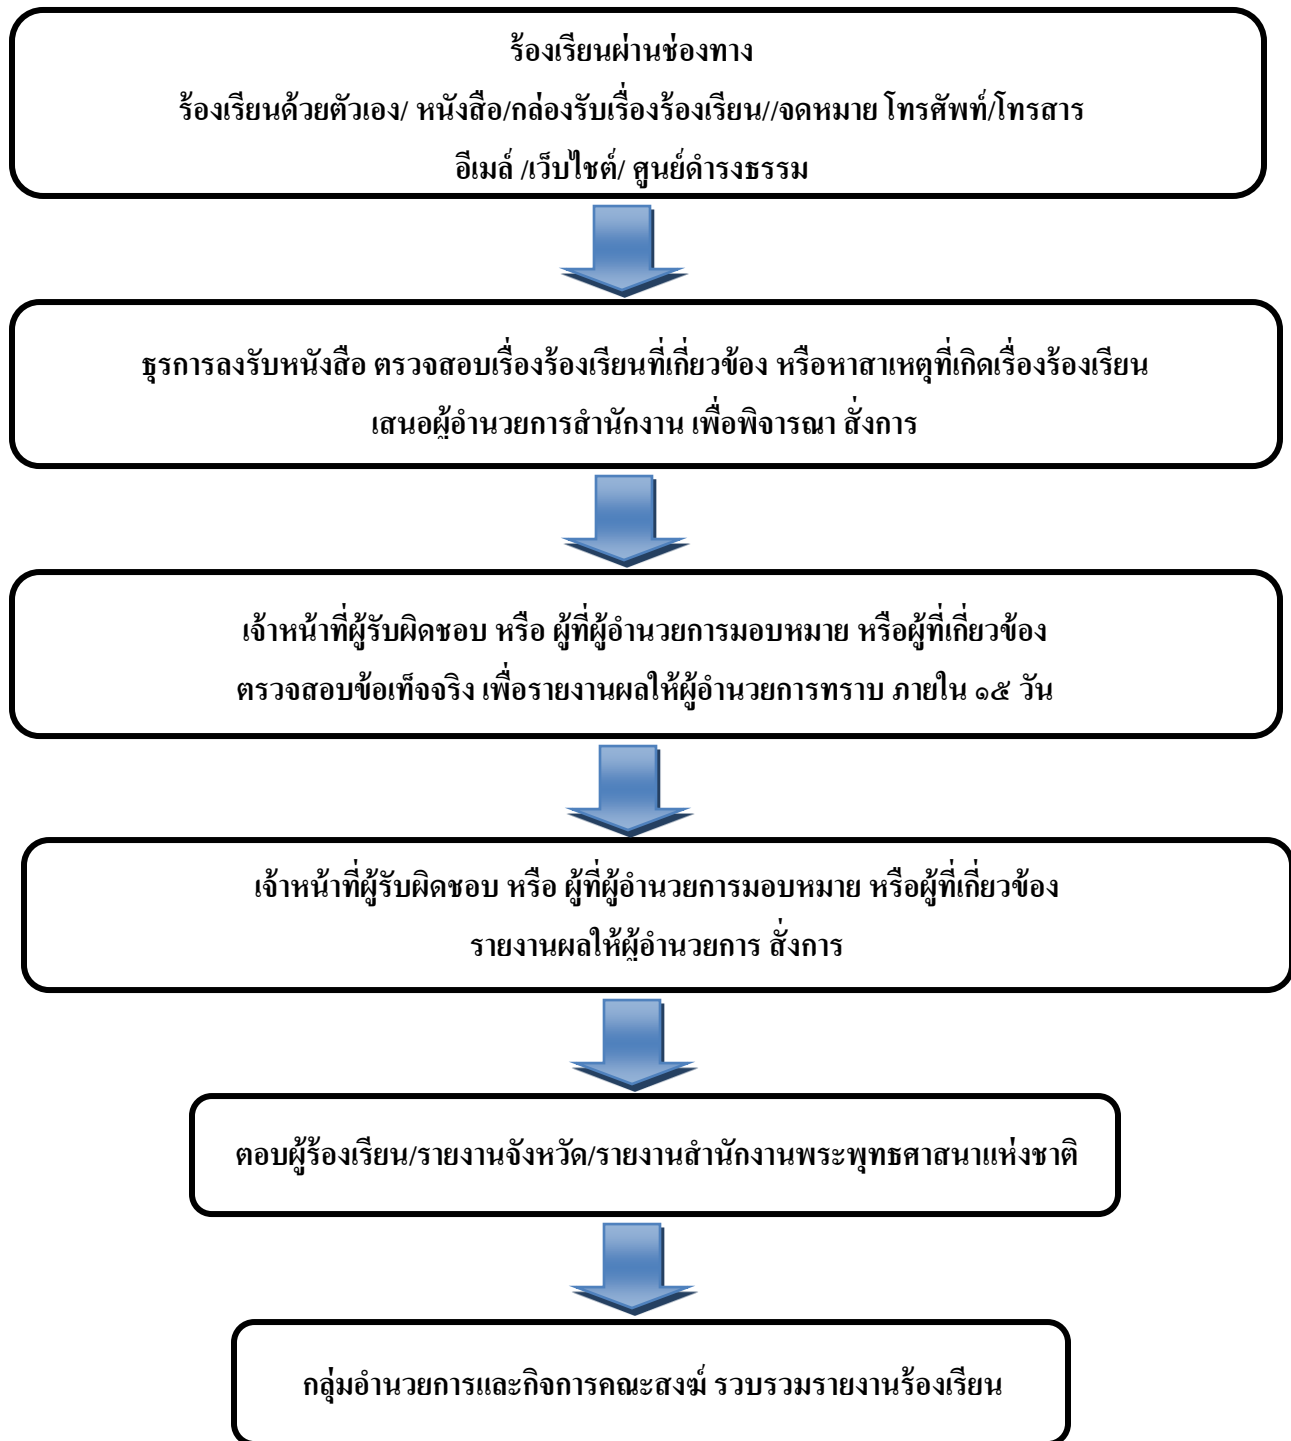 ร้องเรียนผ่านช่องทาง
ร้องเรียนด้วยตัวเอง/ หนังสือ/กล่องรับเรื่องร้องเรียน//จดหมาย โทรศัพท์/โทรสาร
อีเมล์ /เว็บไซต์/ ศูนย์ดำรงธรรม
ธุรการลงรับหนังสือ ตรวจสอบเรื่องร้องเรียนที่เกี่ยวข้อง หรือหาสาเหตุที่เกิดเรื่องร้องเรียน
เสนอผู้อำนวยการสำนักงาน เพื่อพิจารณา สั่งการ
เจ้าหน้าที่ผู้รับผิดชอบ หรือ ผู้ที่ผู้อำนวยการมอบหมาย หรือผู้ที่เกี่ยวข้อง
ตรวจสอบข้อเท็จจริง เพื่อรายงานผลให้ผู้อำนวยการทราบ ภายใน ๑๕ วัน
เจ้าหน้าที่ผู้รับผิดชอบ หรือ ผู้ที่ผู้อำนวยการมอบหมาย หรือผู้ที่เกี่ยวข้อง
รายงานผลให้ผู้อำนวยการ สั่งการ
ตอบผู้ร้องเรียน/รายงานจังหวัด/รายงานสำนักงานพระพุทธศาสนาแห่งชาติ
กลุ่มอำนวยการและกิจการคณะสงฆ์ รวบรวมรายงานร้องเรียน